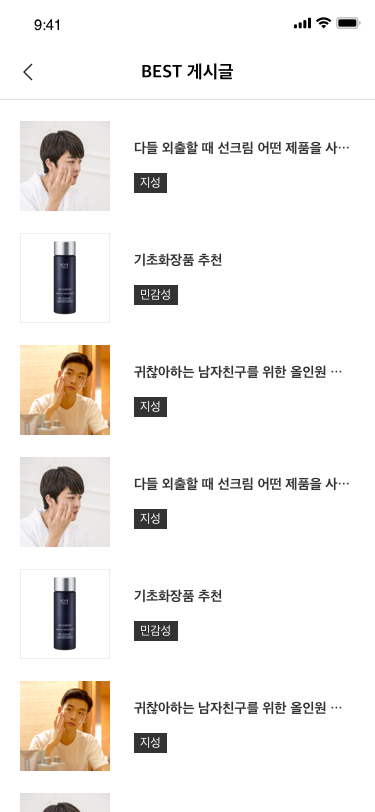 9:41
BEST 게시글
다들 외출할 때 선크림 어떤 제품을 사…
지성
기초화장품 추천
민감성
귀찮아하는 남자친구를 위한 올인원 …
지성
다들 외출할 때 선크림 어떤 제품을 사…
지성
기초화장품 추천
민감성
귀찮아하는 남자친구를 위한 올인원 …
지성